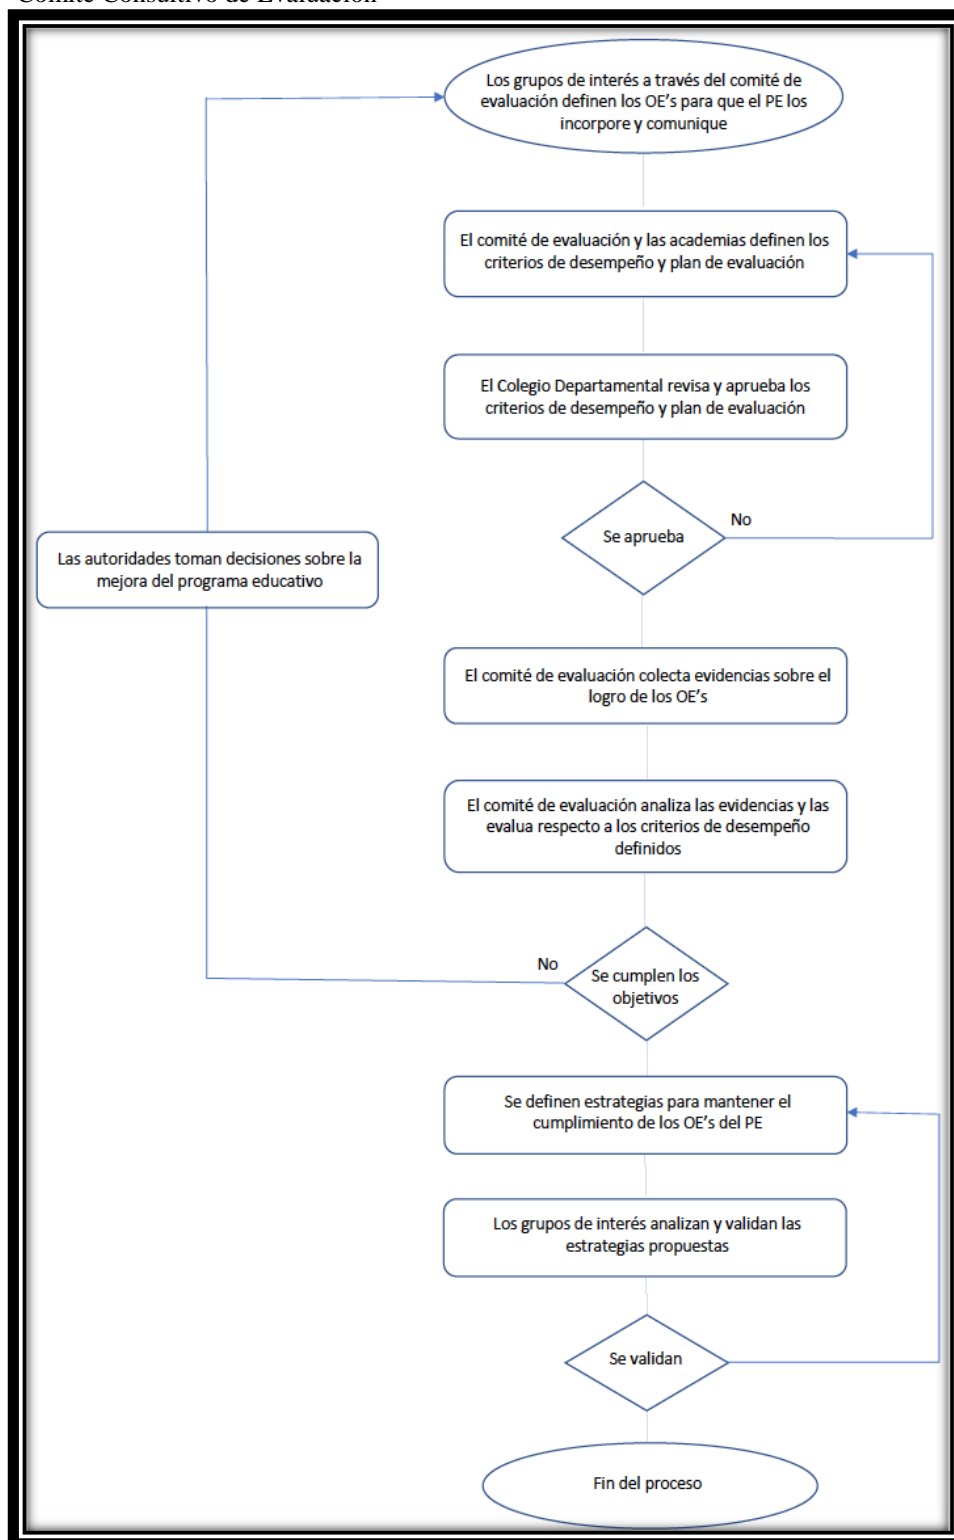 Comité Consultivo de Evaluación
Los grupos de interés a través del comité de
evaluación definen los OE's para que el PE los
incorpore y comunique
El comité de evaluación y las academias definen los
criterios de desempeño y plan de evaluación
El Colegio Departamental revisa y aprueba los
criterios de desempeño y plan de evaluación
Se aprueba
No
Las autoridades toman decisiones sobre la
mejora del programa educativo
El comité de evaluación colecta evidencias sobre el
logro de los OE's
El comité de evaluación analiza las evidencias y las
evalua respecto a los criterios de desempeño
definidos
No
Se cumplen los
objetivos
Se definen estrategias para mantener el
cumplimiento de los OE's del PE
Los grupos de interés analizan y validan las
estrategias propuestas
Se validan
Fin del proceso